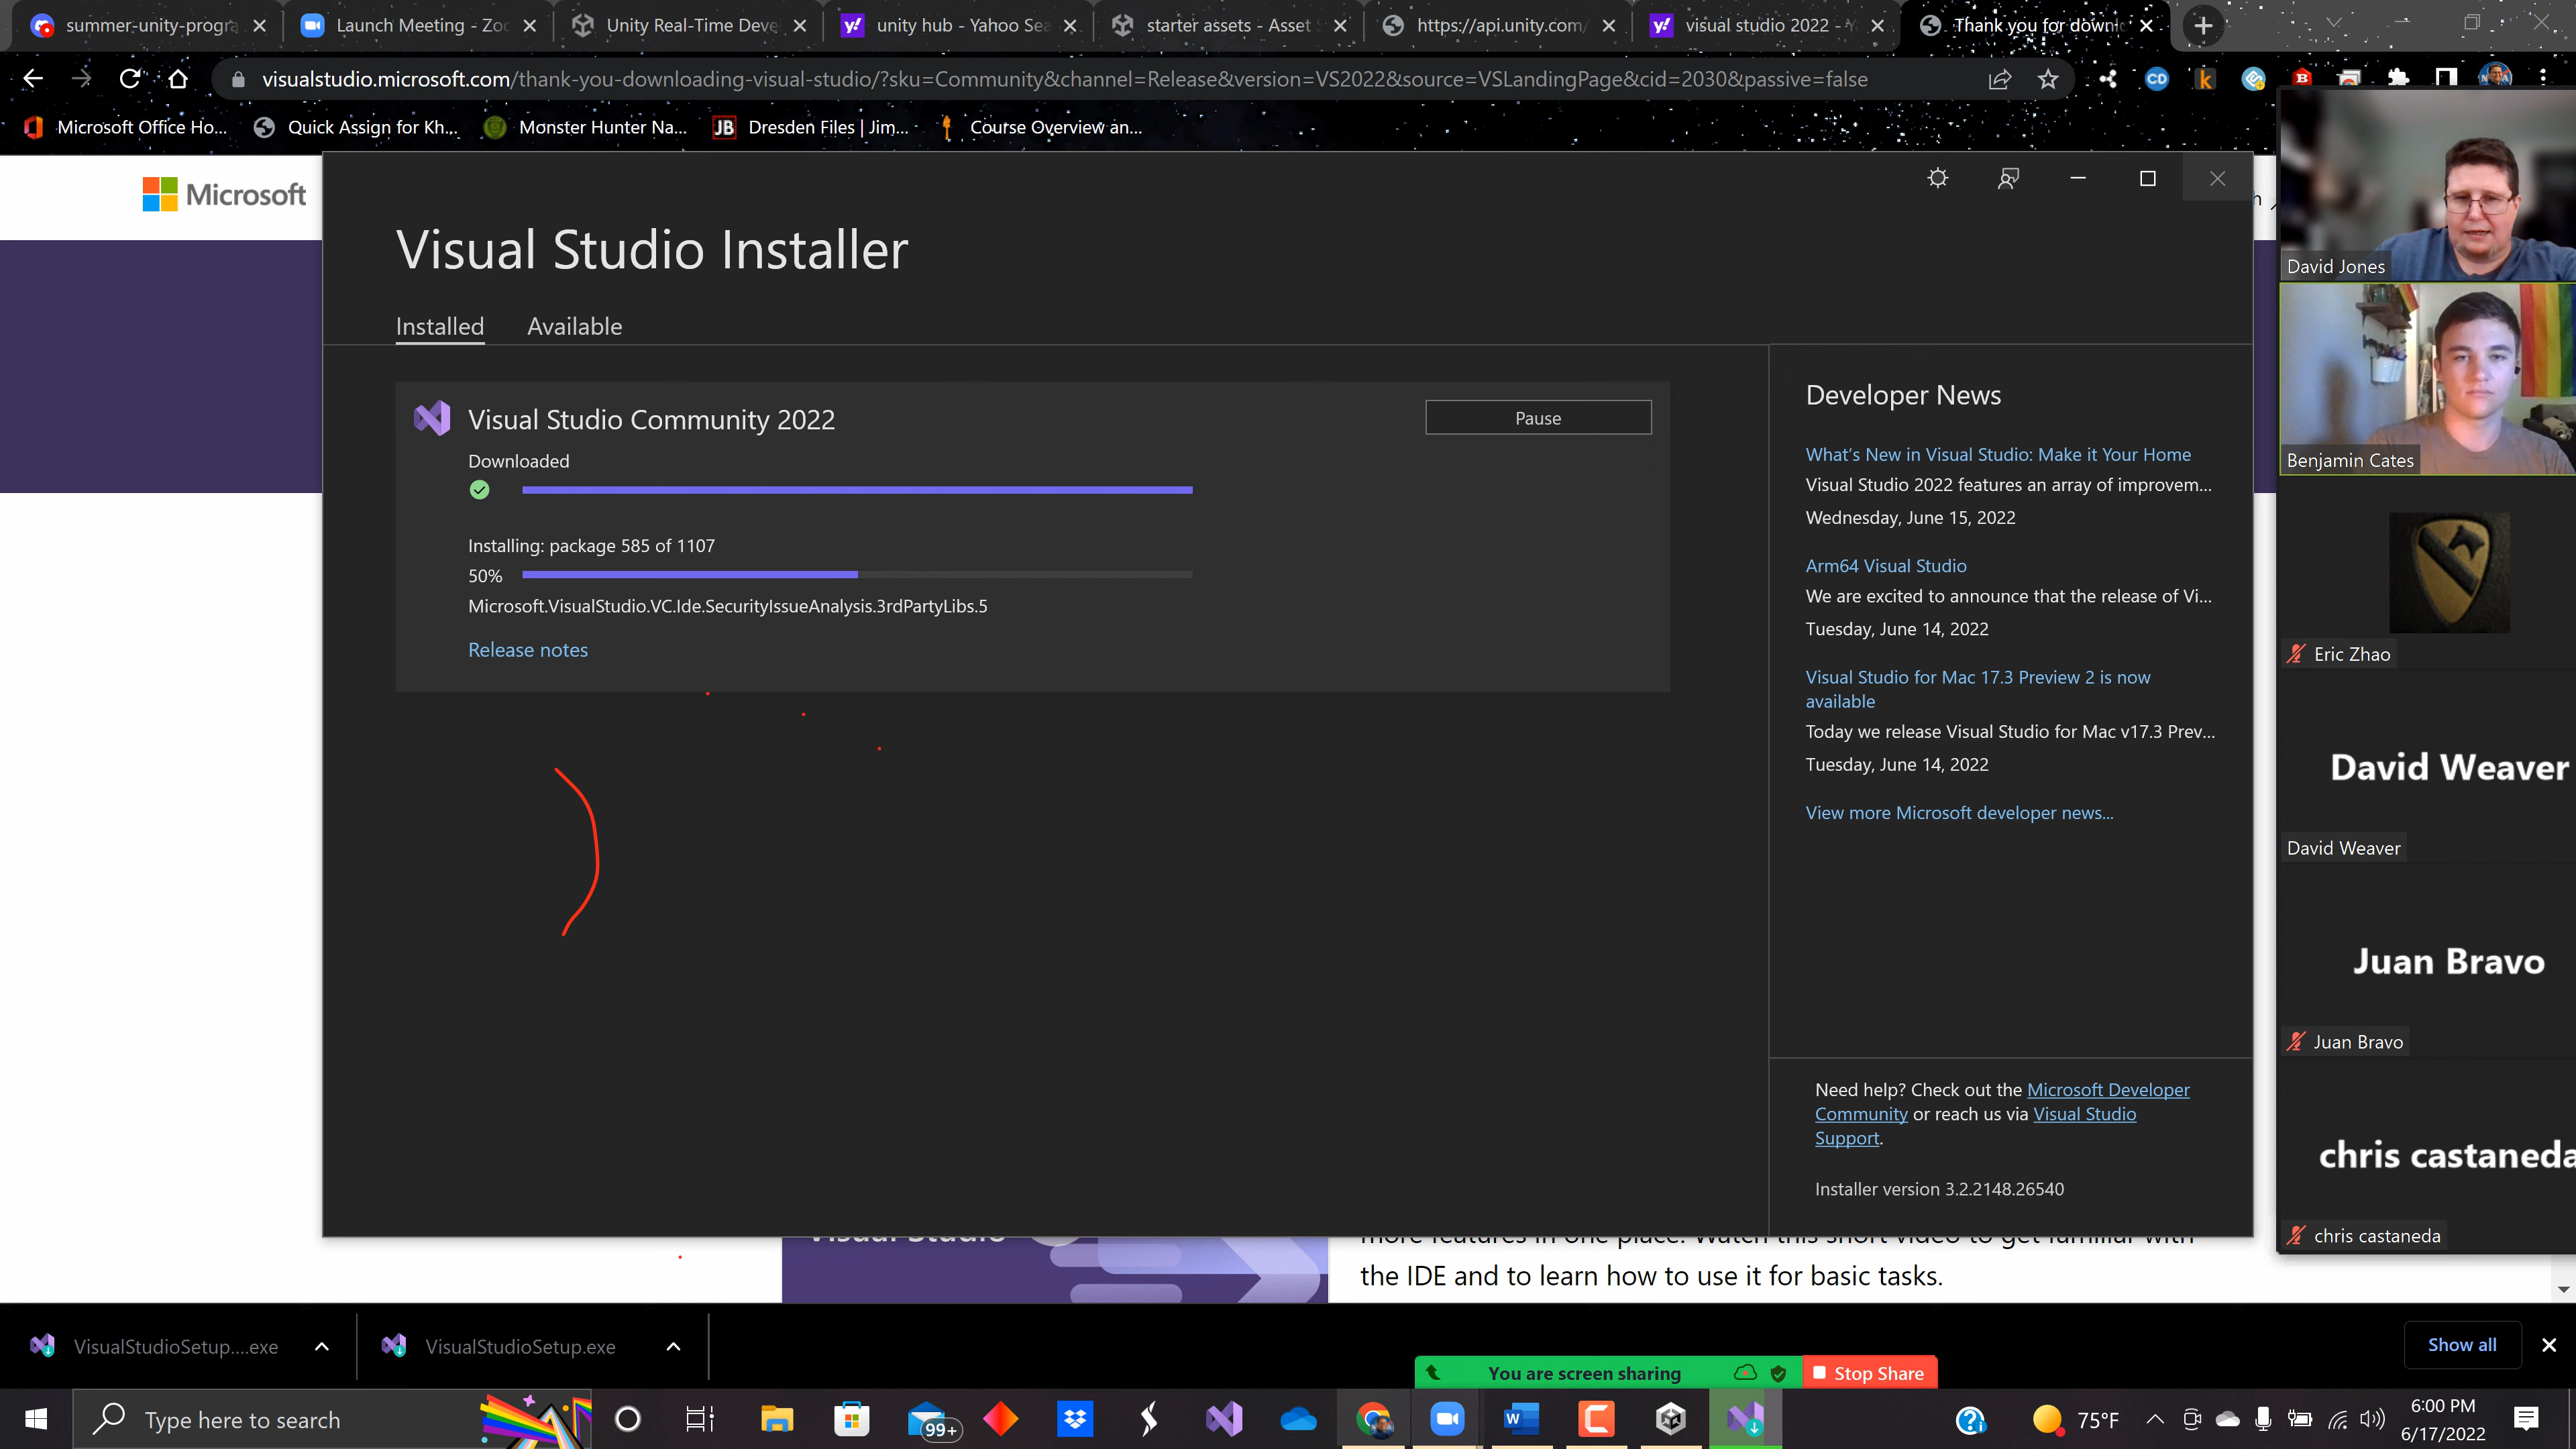 summer-unity-progra
Launch Meeting - Zoo
Unity Real-Time Deve
unity hub - Yahoo Sea
starter assets - Asset S
https://api.unity.com/
visual studio 2022 - Y
Thank you for downlo
visualstudio.microsoft.com/thank-you-downloading-visual-studio/?sku=Community&channel=Release&version=VS2022&source=VSLandingPage&cid=2030&passive=false
Microsoft Office Ho...
Quick Assign for Kh...
Monster Hunter Na...
JB Dresden Files | Jim...
Course Overview an...
Microsoft
Visual Studio Installer
Installed
Available
Visual Studio Community 2022
Pause
Downloaded
Installing: package 585 of 1107
50%
Microsoft.VisualStudio.VC.Ide.SecurityIssueAnalysis.3rdPartyLibs.5
Release notes
Developer News
What's New in Visual Studio: Make it Your Home
Visual Studio 2022 features an array of improvem...
Wednesday, June 15, 2022
Arm64 Visual Studio
We are excited to announce that the release of Vi...
Tuesday, June 14, 2022
Visual Studio for Mac 17.3 Preview 2 is now
available
Today we release Visual Studio for Mac v17.3 Prev...
Tuesday, June 14, 2022
View more Microsoft developer news...
Need help? Check out the Microsoft Developer
Community or reach us via Visual Studio
Support.
Installer version 3.2.2148.26540
David Jones
Benjamin Cates
Eric Zhao
David Weaver
David Weaver
Juan Bravo
Juan Bravo
chris castaneda
chris castaneda
the IDE and to learn how to use it for basic tasks.
VisualStudioSetup....exe
VisualStudioSetup.exe
Show all
You are screen sharing
Stop Share
Type here to search
99+
75°F
6:00 PM
6/17/2022